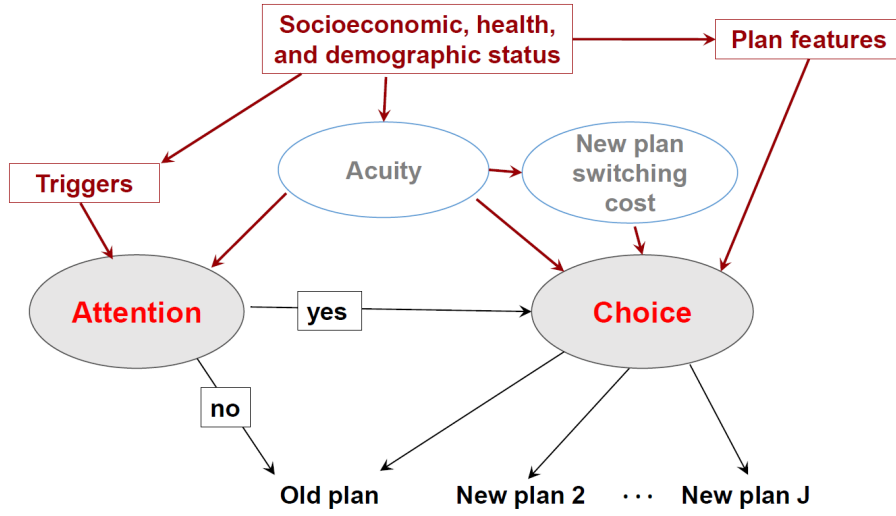 Socioeconomic, health,
and demographic status
Plan features
Triggers
Acuity
New plan
switching
cost
Attention
yes
Choice
no
Old plan
New plan 2
. . .
New plan J